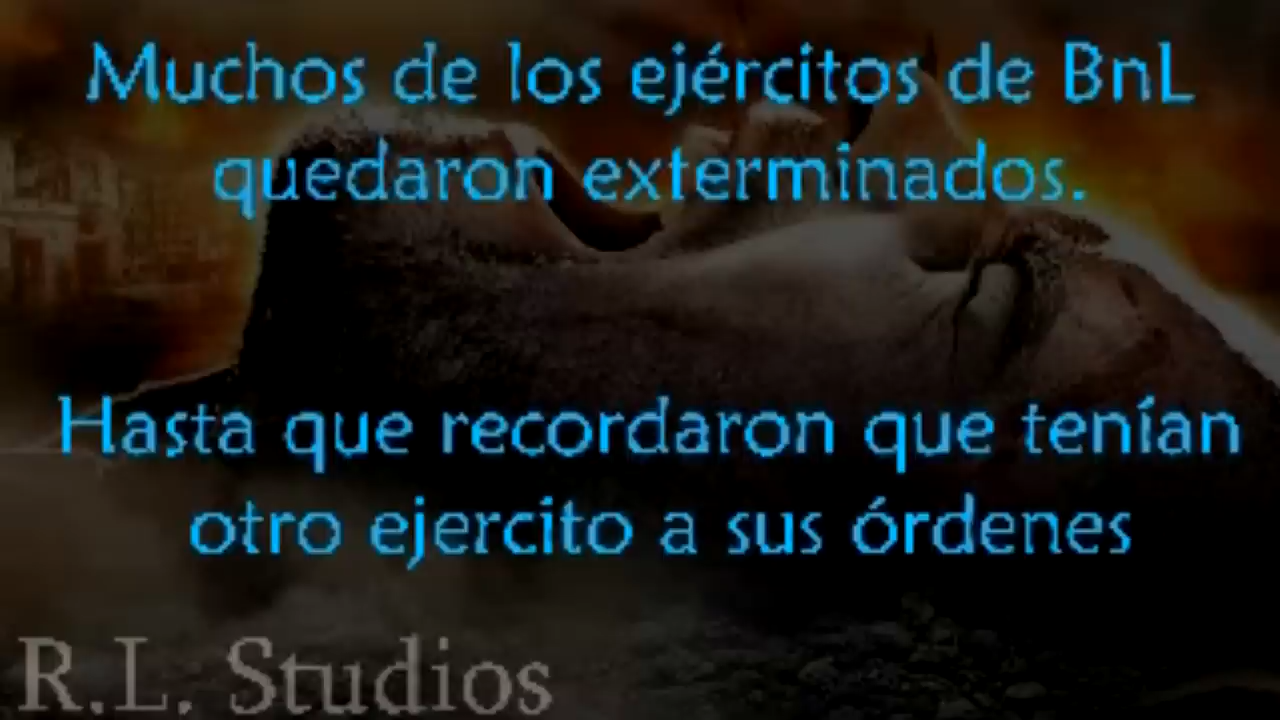 Muchos de los ejércitos de BnL
quedaron exterminados.
Hasta que recordaron que tenían
otro ejercito a sus órdenes
R.L. Studios